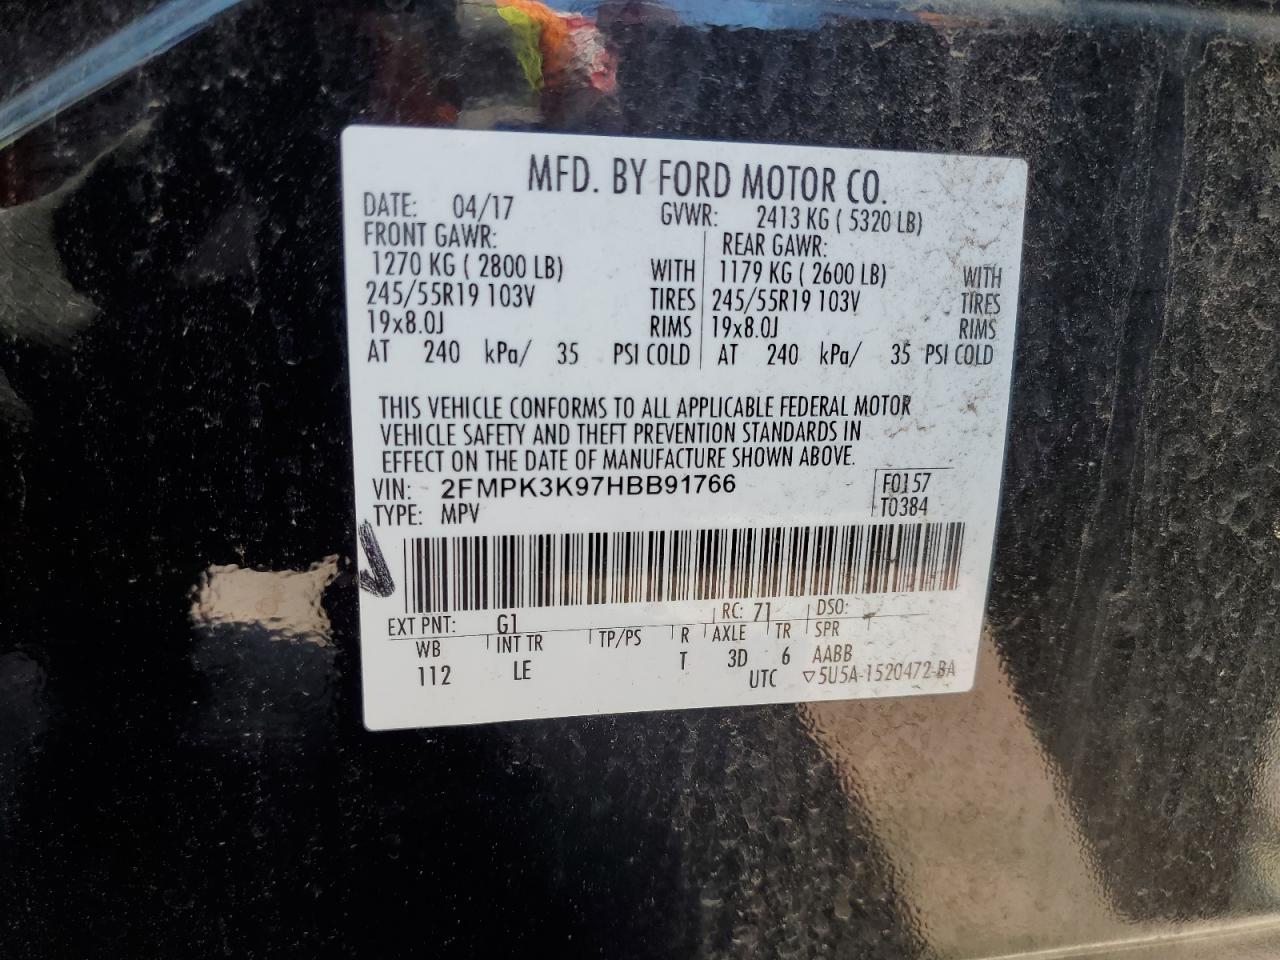 MFD. BY FORD MOTOR CO.
DATE: 04/17 GVWR: 2413 KG ( 5320 LB)
FRONT GAWR: REAR GAWR:
1270 KG ( 2800 LB) WITH 1179 KG ( 2600 LB) WITH
245/55R19 103V TIRES 245/55R19 103V TIRES
19x8.0J RIMS 19x8.0J RIMS
AT 240 kPa/ 35 PSI COLD AT 240 kPa/ 35 PSI COLD
THIS VEHICLE CONFORMS TO ALL APPLICABLE FEDERAL MOTOR
VEHICLE SAFETY AND THEFT PREVENTION STANDARDS IN
EFFECT ON THE DATE OF MANUFACTURE SHOWN ABOVE.
VIN: 2FMPK3K97HBB91766 F0157
TYPE: MPV T0384
EXT PNT: G1 RC: 71 DSO:
WB INT TR TP/PS R AXLE TR SPR
112 LE T 3D 6 AABB
UTC ▽5U5A-1520472-BA